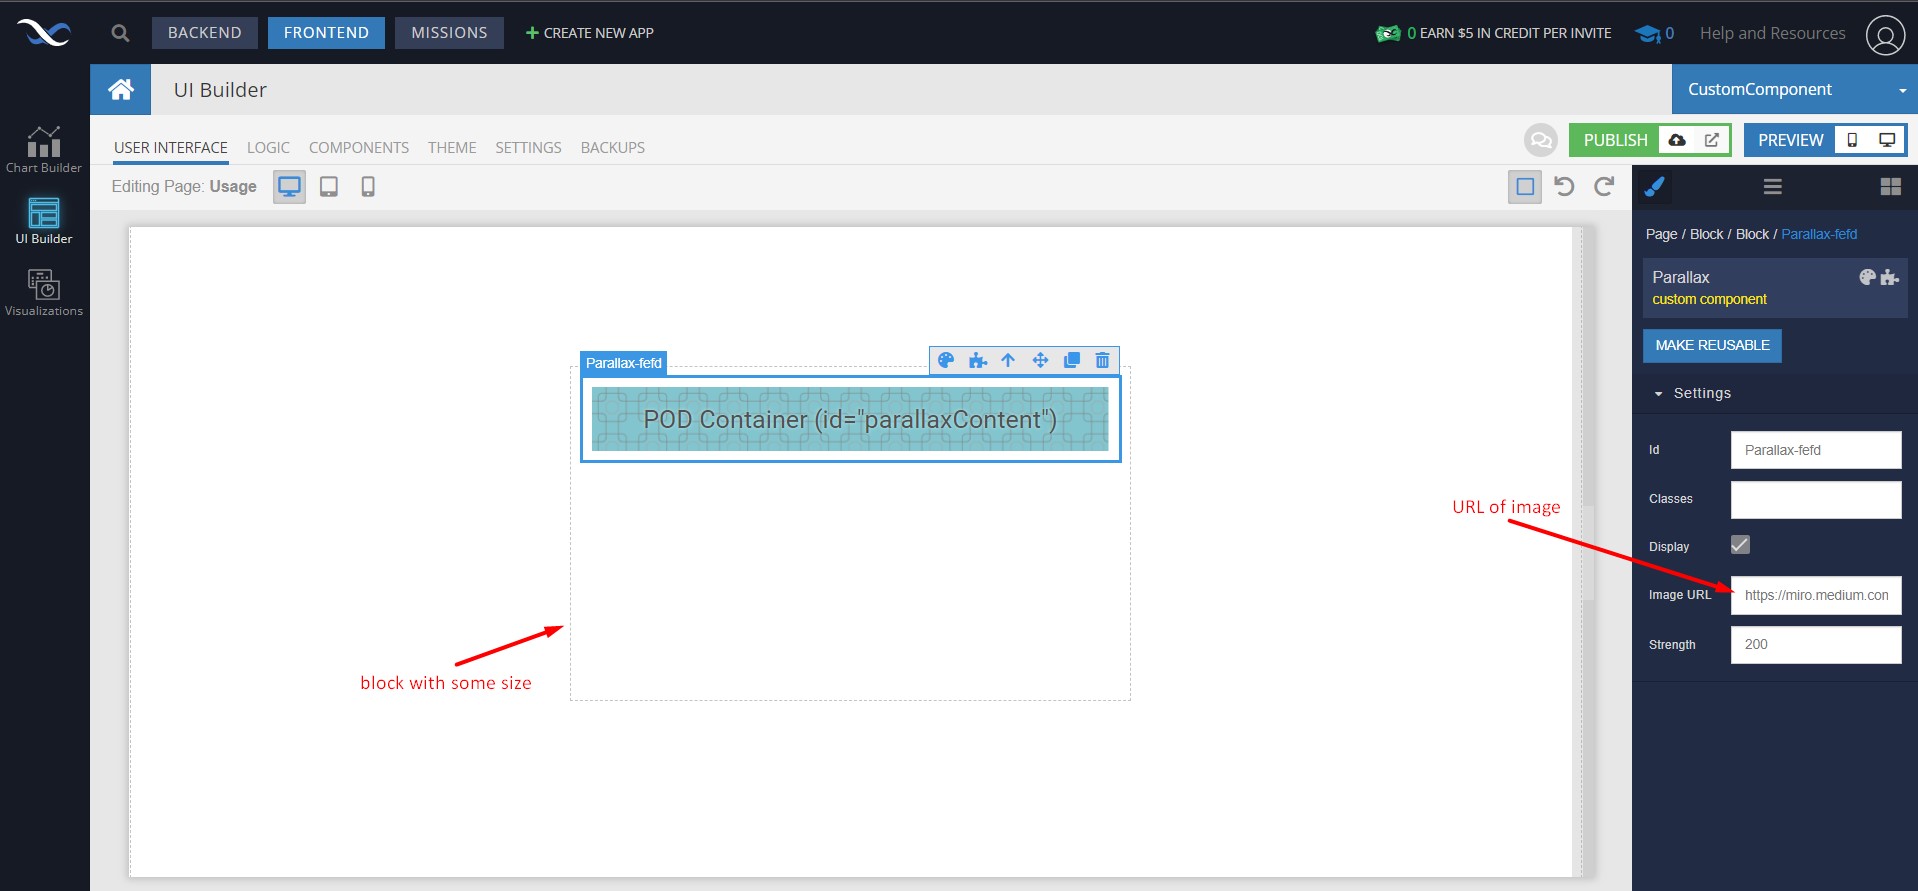 BACKEND FRONTEND MISSIONS + CREATE NEW APP 0 EARN $5 IN CREDIT PER INVITE 0 Help and Resources
UI Builder CustomComponent
USER INTERFACE LOGIC COMPONENTS THEME SETTINGS BACKUPS PUBLISH PREVIEW
Editing Page: Usage
Chart Builder
UI Builder
Visualizations
Parallax-fefd
POD Container (id="parallaxContent")
block with some size
URL of image
Page / Block / Block / Parallax-fefd
Parallax
custom component
MAKE REUSABLE
Settings
Id Parallax-fefd
Classes
Display
Image URL https://miro.medium.con
Strength 200